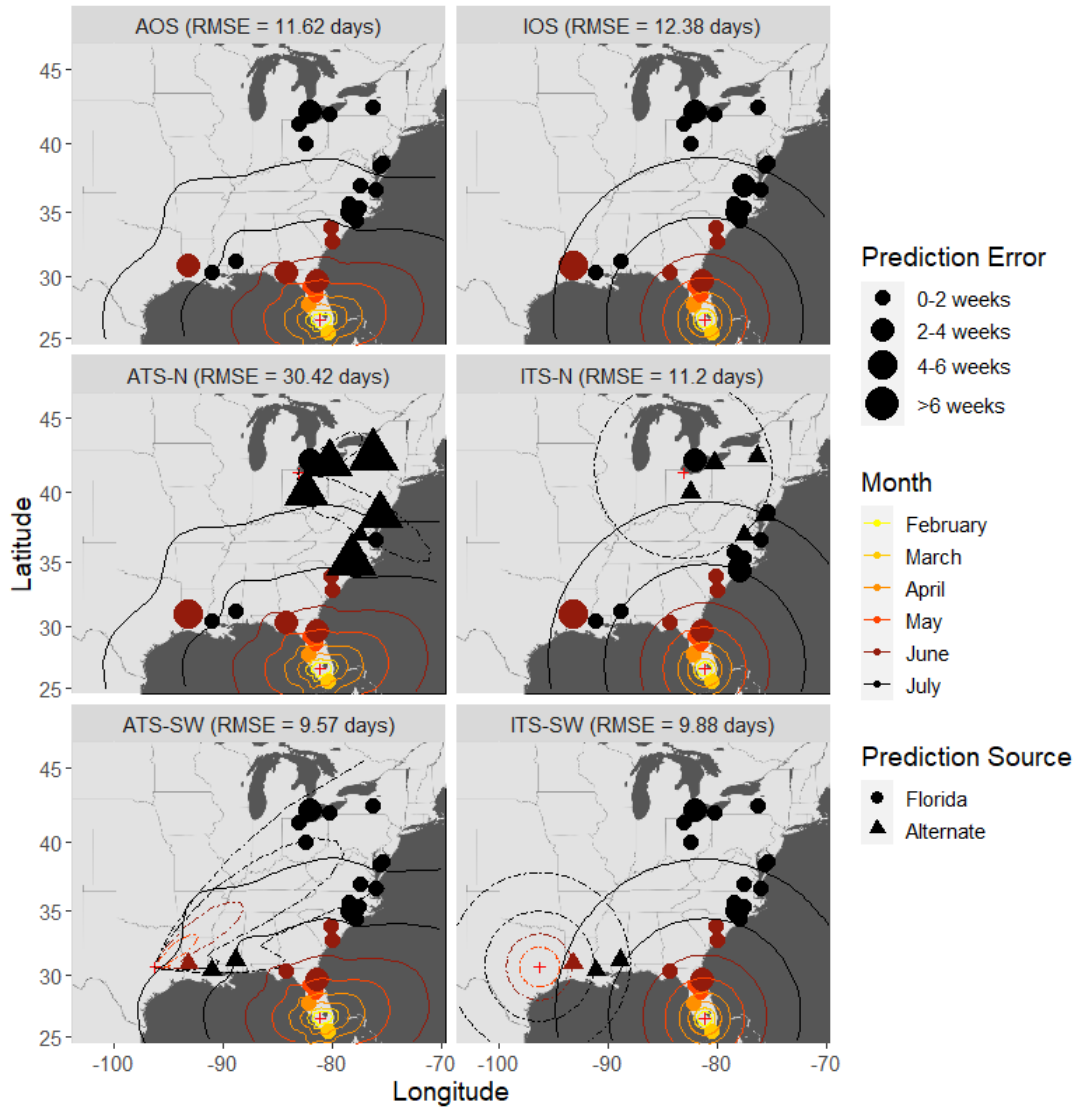 AOS (RMSE = 11.62 days)
IOS (RMSE = 12.38 days)
45
40
35
30
25
ATS-N (RMSE = 30.42 days)
ITS-N (RMSE = 11.2 days)
45
40
35
30
25
ATS-SW (RMSE = 9.57 days)
ITS-SW (RMSE = 9.88 days)
45
40
35
30
25
-100
-90
-80
-70
-100
-90
-80
-70
Latitude
Longitude
Prediction Error
0-2 weeks
2-4 weeks
4-6 weeks
>6 weeks
Month
February
March
April
May
June
July
Prediction Source
Florida
Alternate